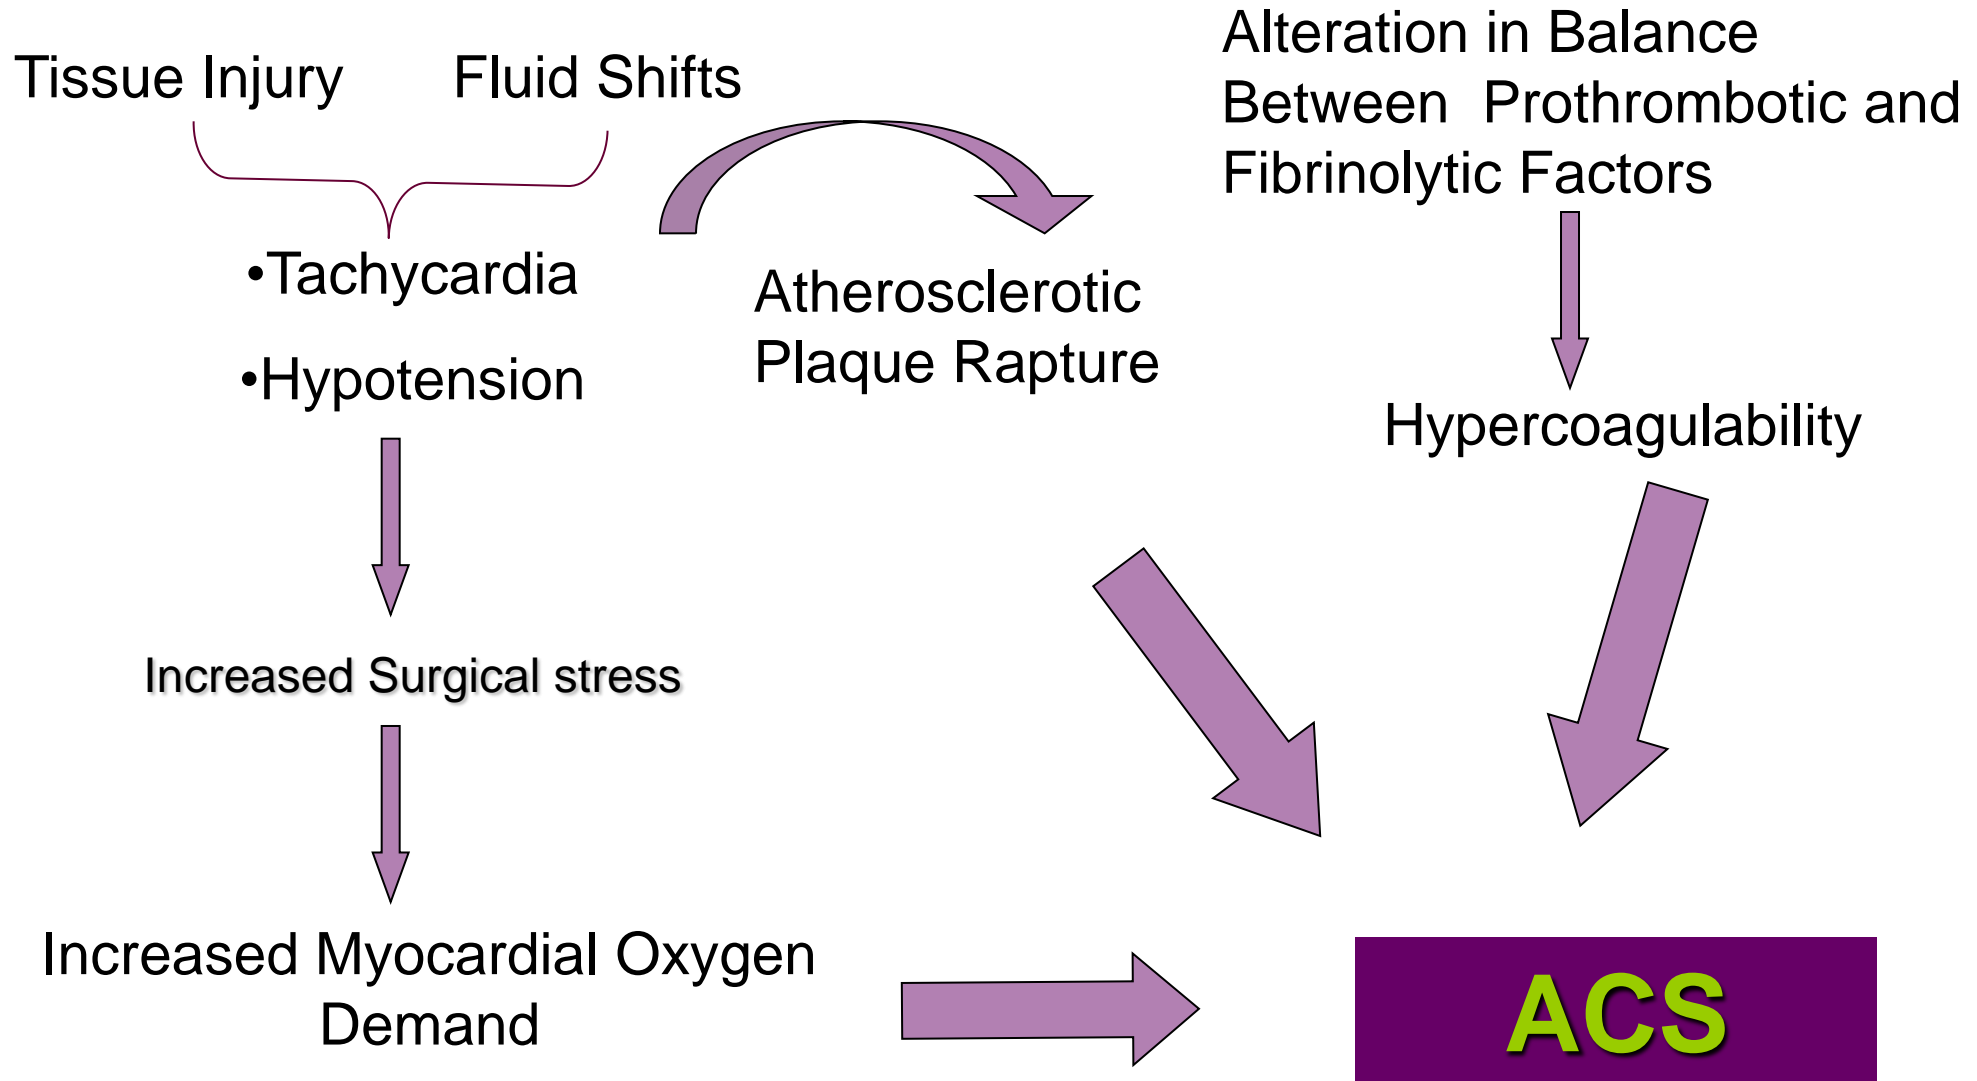 Tissue Injury
Fluid Shifts
Alteration in Balance
Between  Prothrombotic and
Fibrinolytic Factors
•Tachycardia
•Hypotension
Atherosclerotic
Plaque Rapture
Hypercoagulability
Increased Surgical stress
Increased Myocardial Oxygen
Demand
ACS